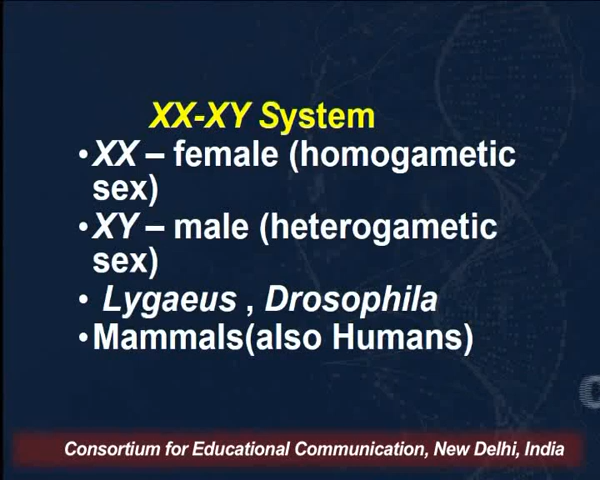 XX-XY System
•XX – female (homogametic
sex)
•XY – male (heterogametic
sex)
• Lygaeus , Drosophila
•Mammals(also Humans)
Consortium for Educational Communication, New Delhi, India